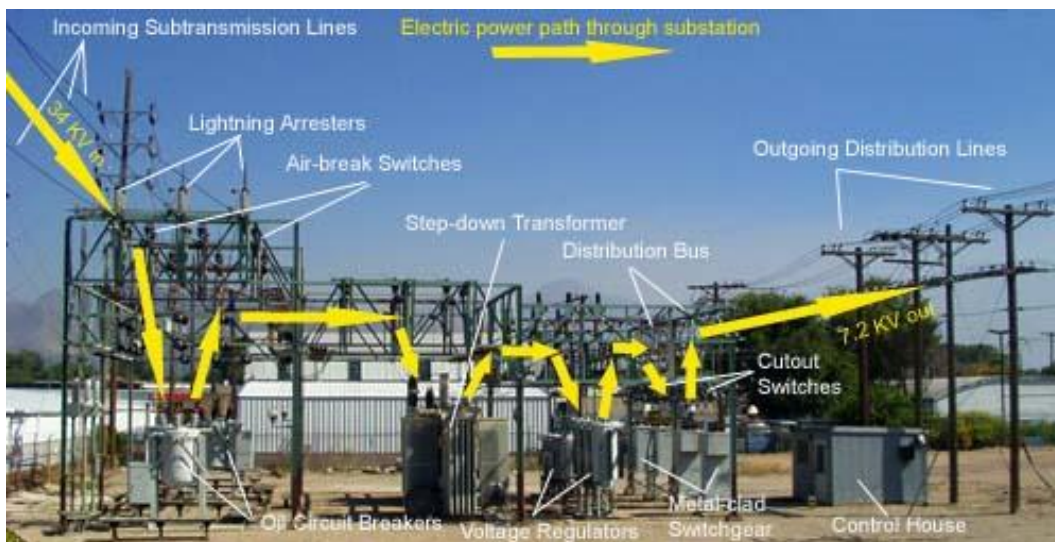 Incoming Subtransmission Lines
Electric power path through substation
34 KV in
Lightning Arresters
Air-break Switches
Outgoing Distribution Lines
Step-down Transformer
Distribution Bus
7.2 KV out
Cutout
Switches
Oil Circuit Breakers
Voltage Regulators
Metal-clad
Switchgear
Control House